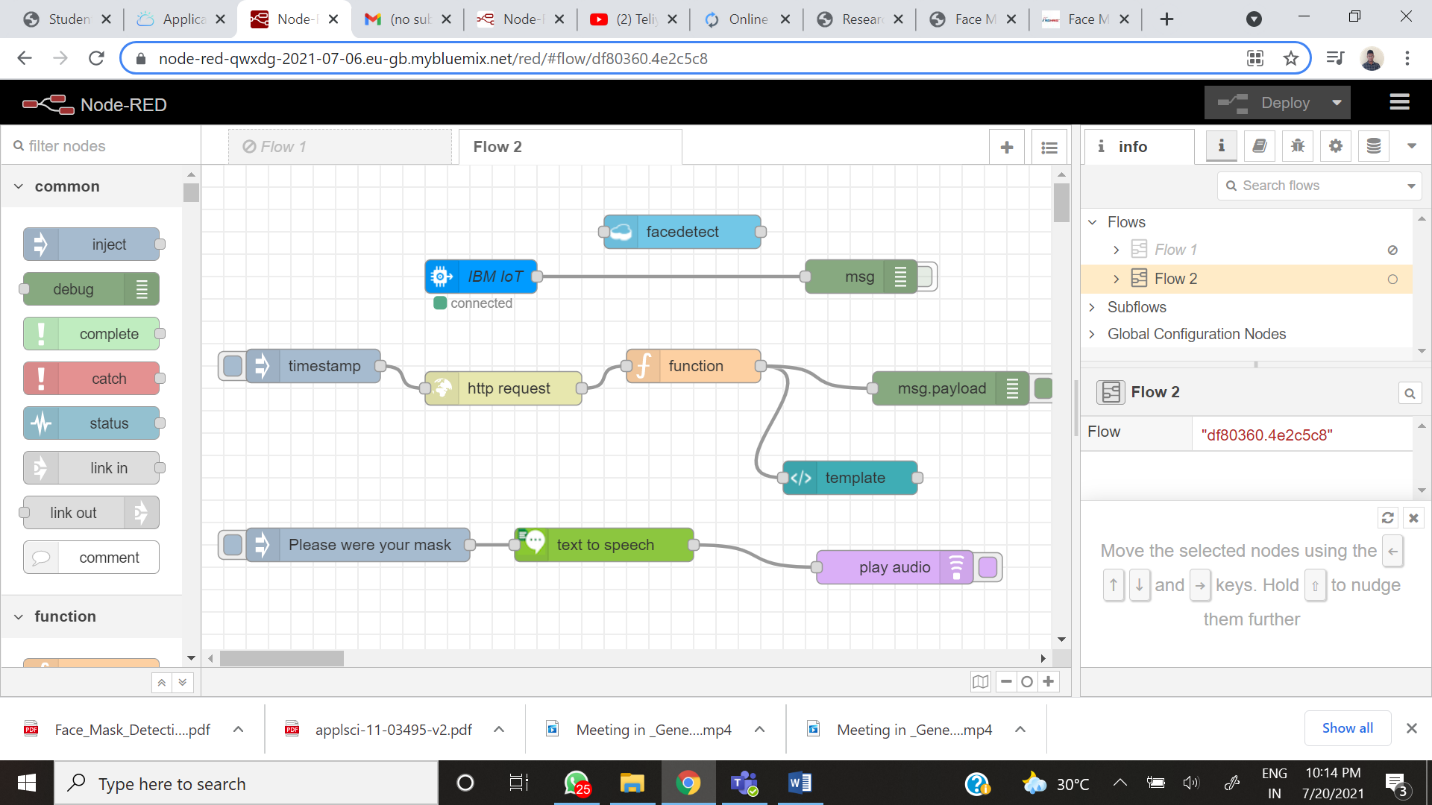 Studen
Applica
Node-
(no sub
Node-
(2) Teli
Online
Resear
Face M
Face M
node-red-qwxdg-2021-07-06.eu-gb.mybluemix.net/red/#flow/df80360.4e2c5c8
Node-RED
Deploy
filter nodes
Flow 1
Flow 2
info
Search flows
common
inject
debug
complete
catch
status
link in
link out
comment
function
facedetect
IBM IoT
connected
msg
timestamp
http request
function
msg.payload
template
Please were your mask
text to speech
play audio
Flows
Flow 1
Flow 2
Subflows
Global Configuration Nodes
Flow 2
Flow
"df80360.4e2c5c8"
Move the selected nodes using the ←
↑ ↓ and → keys. Hold ⇧ to nudge
them further
Face_Mask_Detecti....pdf
applsci-11-03495-v2.pdf
Meeting in _Gene....mp4
Meeting in _Gene....mp4
Show all
Type here to search
25
30°C
ENG
IN
10:14 PM
7/20/2021
3